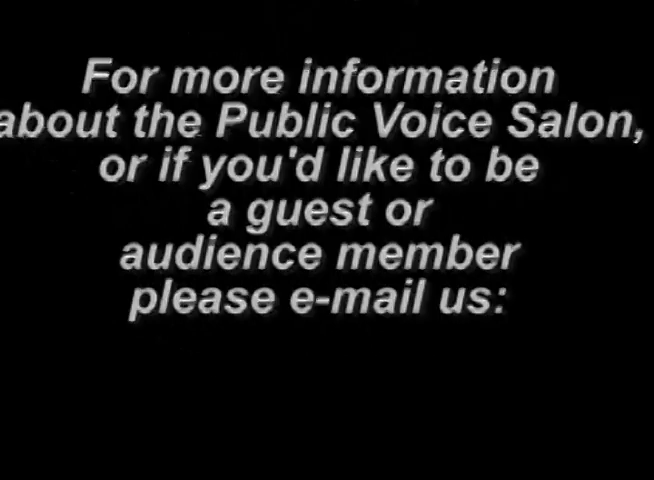 For more information
about the Public Voice Salon,
or if you'd like to be
a guest or
audience member
please e-mail us: